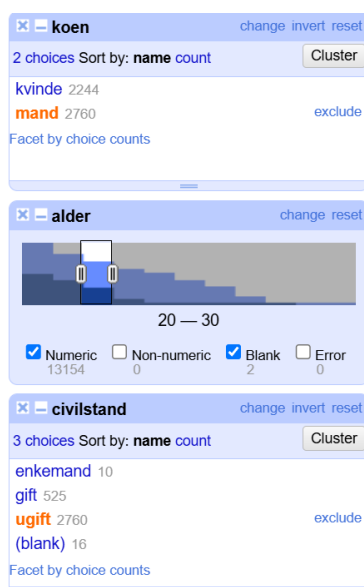 koen change invert reset
2 choices Sort by: name count Cluster
kvinde 2244
mand 2760 exclude
Facet by choice counts
alder change reset
20 — 30
Numeric Non-numeric Blank Error
13154 0 2 0
civilstand change invert reset
3 choices Sort by: name count Cluster
enkemand 10
gift 525
ugift 2760 exclude
(blank) 16
Facet by choice counts